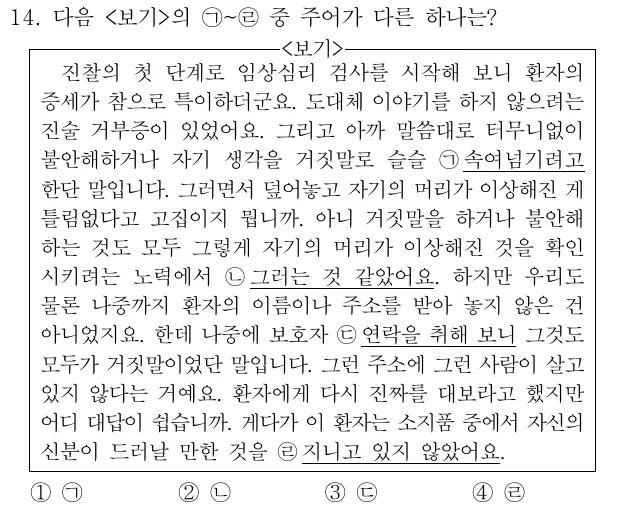 14. 다음 <보기>의 ㉠~㉣ 중 주어가 다른 하나는?
<보기>
진찰의 첫 단계로 임상심리 검사를 시작해 보니 환자의
증세가 참으로 특이하더군요. 도대체 이야기를 하지 않으려는
진술 거부증이 있었어요. 그리고 아까 말씀대로 터무니없이
불안해하거나 자기 생각을 거짓말로 슬슬 ㉠속여넘기려고
한단 말입니다. 그러면서 덮어놓고 자기의 머리가 이상해진 게
틀림없다고 고집이지 뭡니까. 아니 거짓말을 하거나 불안해
하는 것도 모두 그렇게 자기의 머리가 이상해진 것을 확인
시키려는 노력에서 ㉡그러는 것 같았어요. 하지만 우리도
물론 나중까지 환자의 이름이나 주소를 받아 놓지 않은 건
아니었지요. 한데 나중에 보호자 ㉢연락을 취해 보니 그것도
모두가 거짓말이었단 말입니다. 그런 주소에 그런 사람이 살고
있지 않다는 거예요. 환자에게 다시 진짜를 대보라고 했지만
어디 대답이 쉽습니까. 게다가 이 환자는 소지품 중에서 자신의
신분이 드러날 만한 것을 ㉣지니고 있지 않았어요.
① ㉠ ② ㉡ ③ ㉢ ④ ㉣